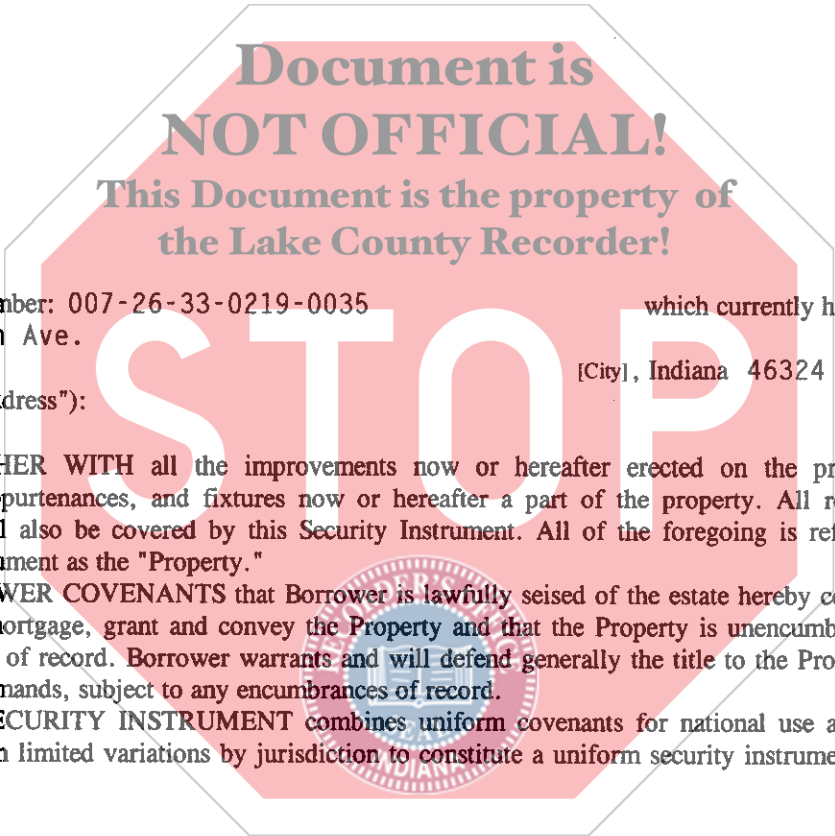 Document is
NOT OFFICIAL!
This Document is the property of
the Lake County Recorder!
nber: 007-26-33-0219-0035 which currently h
n Ave.
[City], Indiana 46324
dress"):
STOP
HER WITH all the improvements now or hereafter erected on the pr
purtenances, and fixtures now or hereafter a part of the property. All r
l also be covered by this Security Instrument. All of the foregoing is ref
ument as the "Property."
WER COVENANTS that Borrower is lawfully seised of the estate hereby c
ortgage, grant and convey the Property and that the Property is unencumb
of record. Borrower warrants and will defend generally the title to the Pro
mands, subject to any encumbrances of record.
ECURITY INSTRUMENT combines uniform covenants for national use a
n limited variations by jurisdiction to constitute a uniform security instrume
SEAL
INDIANA